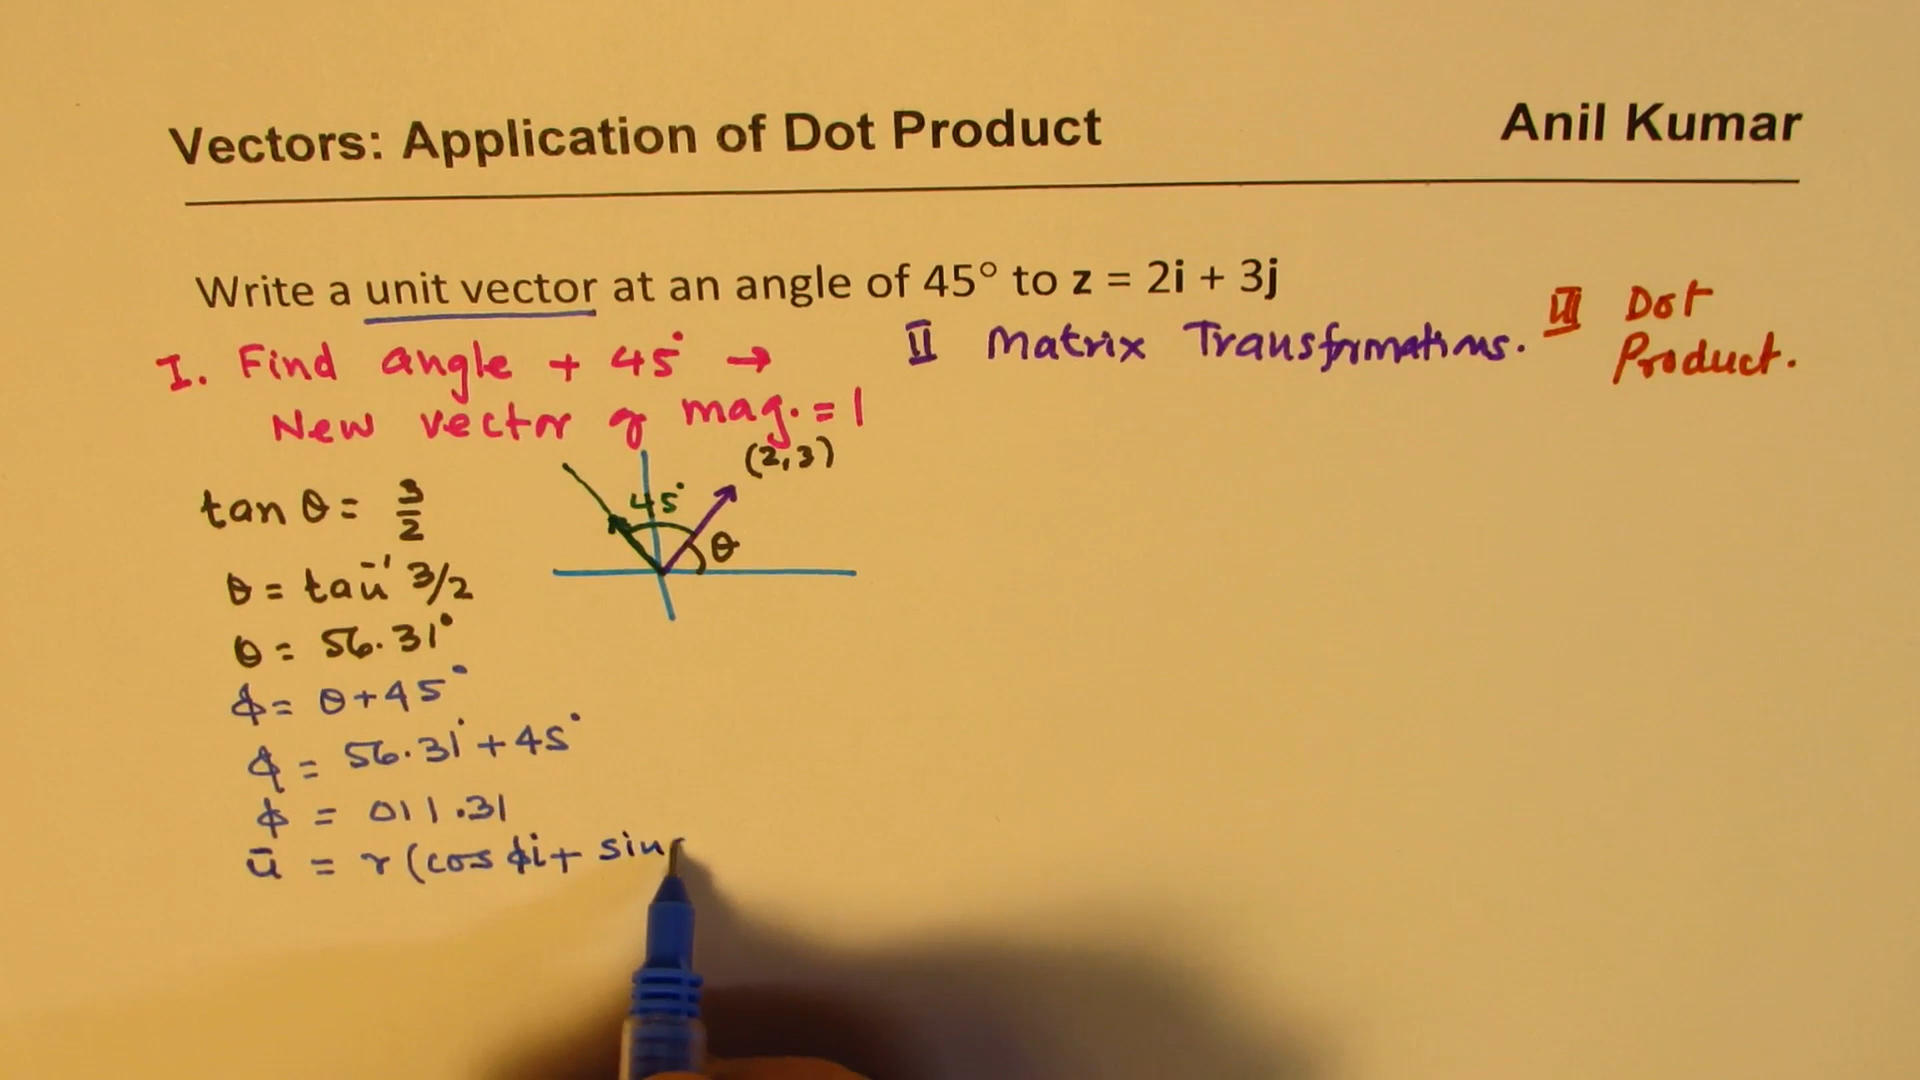 Vectors: Application of Dot Product
Anil Kumar
Write a unit vector at an angle of 45° to z = 2i + 3j
I. Find angle + 45° →
New vector of mag. = 1
II Matrix Transformations.
III Dot
Product.
(2,3)
45°
θ
tan θ = 3/2
θ = tan⁻¹ 3/2
θ = 56.31°
ϕ = θ+45°
ϕ = 56.31° + 45°
ϕ = 011.31
ū = r (cos ϕi + sin